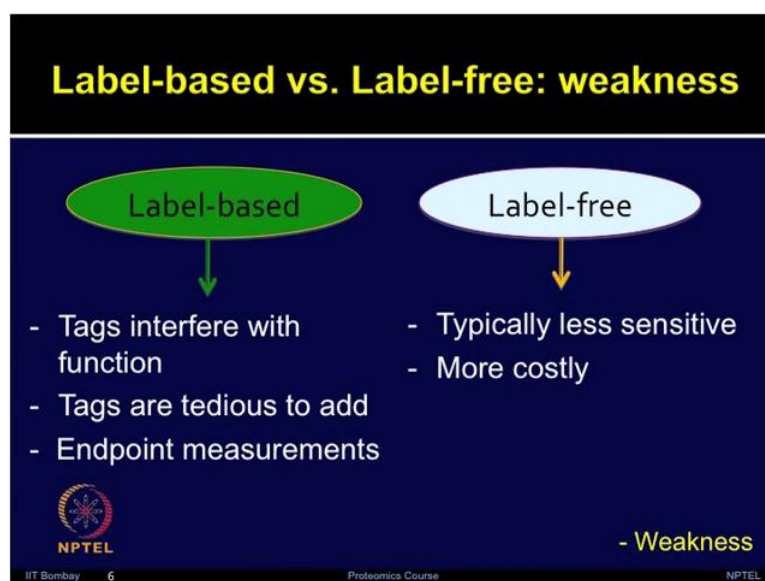 Label-based vs. Label-free: weakness
Label-based
- Tags interfere with
function
- Tags are tedious to add
- Endpoint measurements
Label-free
- Typically less sensitive
- More costly
NPTEL
- Weakness
IIT Bombay 6 Proteomics Course NPTEL